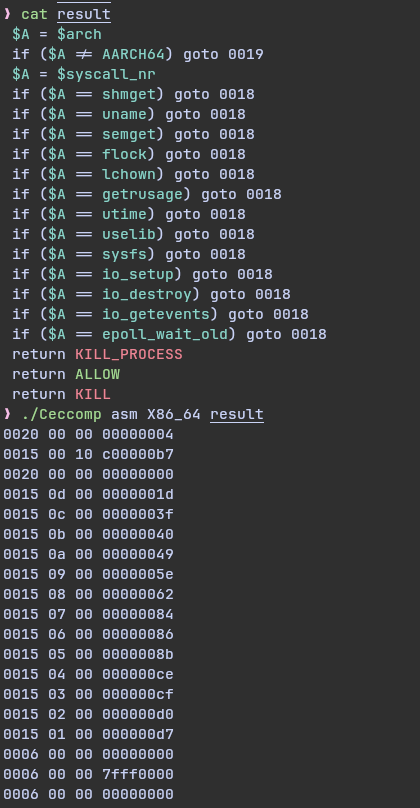 ❯ cat result
$A = $arch
if ($A ≠ AARCH64) goto 0019
$A = $syscall_nr
if ($A == shmget) goto 0018
if ($A == uname) goto 0018
if ($A == semget) goto 0018
if ($A == flock) goto 0018
if ($A == lchown) goto 0018
if ($A == getrusage) goto 0018
if ($A == utime) goto 0018
if ($A == uselib) goto 0018
if ($A == sysfs) goto 0018
if ($A == io_setup) goto 0018
if ($A == io_destroy) goto 0018
if ($A == io_getevents) goto 0018
if ($A == epoll_wait_old) goto 0018
return KILL_PROCESS
return ALLOW
return KILL
❯ ./Ceccomp asm X86_64 result
0020 00 00 00000004
0015 00 10 c00000b7
0020 00 00 00000000
0015 0d 00 0000001d
0015 0c 00 0000003f
0015 0b 00 00000040
0015 0a 00 00000049
0015 09 00 0000005e
0015 08 00 00000062
0015 07 00 00000084
0015 06 00 00000086
0015 05 00 0000008b
0015 04 00 000000ce
0015 03 00 000000cf
0015 02 00 000000d0
0015 01 00 000000d7
0006 00 00 00000000
0006 00 00 7fff0000
0006 00 00 00000000